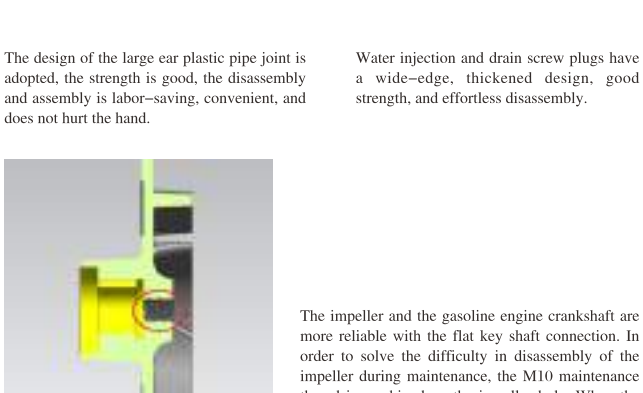 The design of the large ear plastic pipe joint is
adopted, the strength is good, the disassembly
and assembly is labor−saving, convenient, and
does not hurt the hand.
Water injection and drain screw plugs have
a wide−edge, thickened design, good
strength, and effortless disassembly.
The impeller and the gasoline engine crankshaft are
more reliable with the flat key shaft connection. In
order to solve the difficulty in disassembly of the
impeller during maintenance, the M10 maintenance